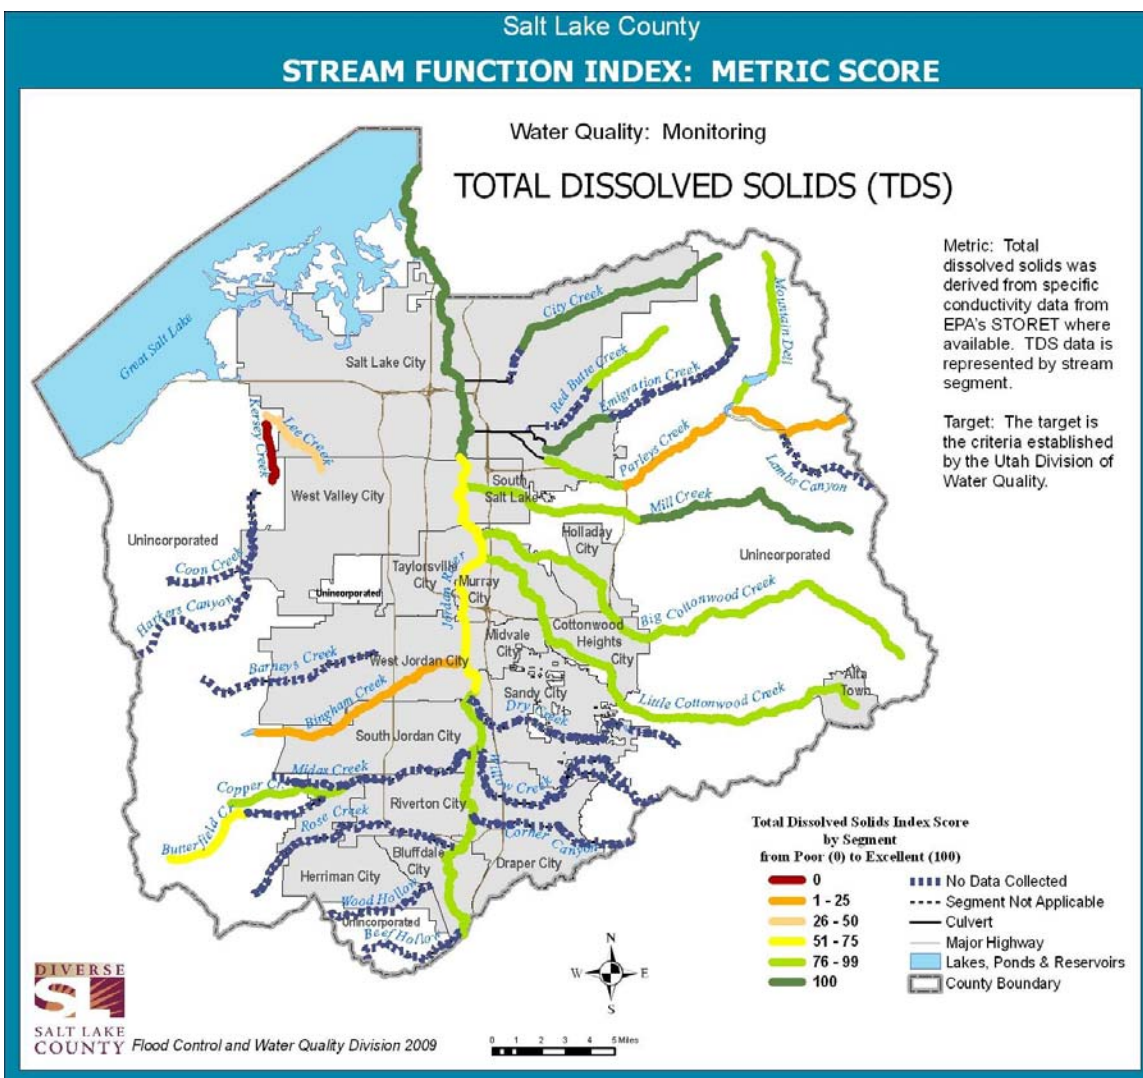 Salt Lake County
STREAM FUNCTION INDEX: METRIC SCORE
Water Quality: Monitoring
TOTAL DISSOLVED SOLIDS (TDS)
Metric: Total
dissolved solids was
derived from specific
conductivity data from
EPA's STORET where
available. TDS data is
represented by stream
segment.
Target: The target is
the criteria established
by the Utah Division of
Water Quality.
Great Salt Lake
Salt Lake City
City Creek
Red Butte Creek
Emigration Creek
Mountain Dell
Parleys Creek
Lambs Canyon
Kersey Creek
Lee Creek
West Valley City
South
Salt Lake
Mill Creek
Holladay
City
Unincorporated
Unincorporated
Coon Creek
Harkers Canyon
Unincorporated
Taylorsville
City
Jordan River
Murray
City
Big Cottonwood Creek
Midvale
City
Cottonwood
Heights
City
Barneys Creek
West Jordan City
Bingham Creek
Sandy City
Little Cottonwood Creek
Alta
Town
Dry Creek
South Jordan City
Midas Creek
Willow Creek
Copper Cr.
Butterfield Cr.
Rose Creek
Riverton City
Corner Canyon
Bluffdale
City
Draper City
Herriman City
Wood Hollow
Unincorporated
Beef Hollow
Total Dissolved Solids Index Score
by Segment
from Poor (0) to Excellent (100)
0
1 - 25
26 - 50
51 - 75
76 - 99
100
No Data Collected
Segment Not Applicable
Culvert
Major Highway
Lakes, Ponds & Reservoirs
County Boundary
N
W
E
S
0 1 2 3 4 5 Miles
DIVERSE
SL
SALT LAKE
COUNTY
Flood Control and Water Quality Division 2009